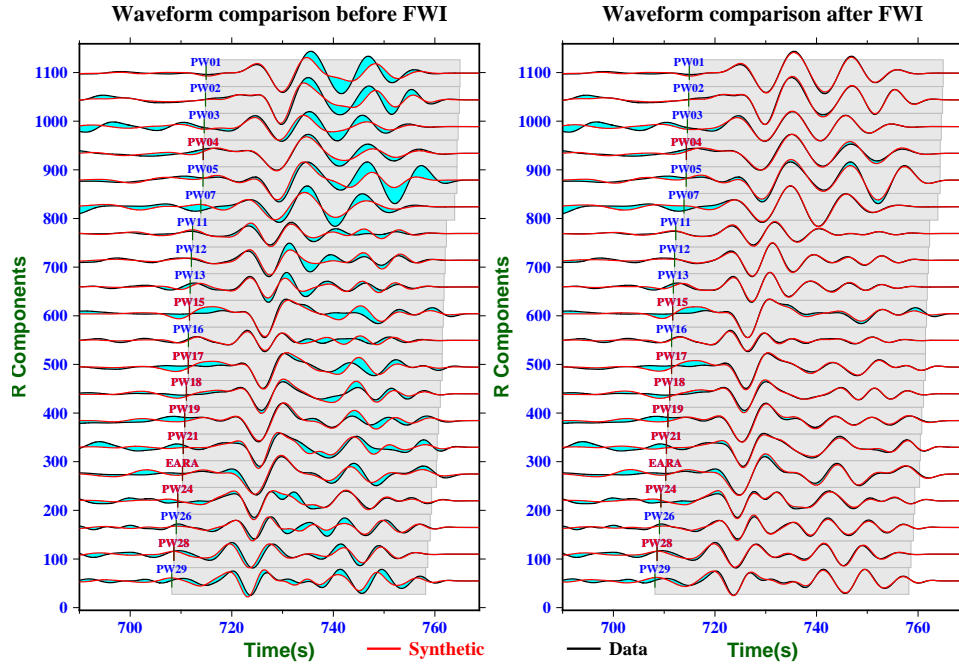 Waveform comparison before FWI
Waveform comparison after FWI
R Components
1100
1000
900
800
700
600
500
400
300
200
100
0
PW01
PW02
PW03
PW04
PW05
PW07
PW11
PW12
PW13
PW15
PW16
PW17
PW18
PW19
PW21
EARA
PW24
PW26
PW28
PW29
700
720
740
760
Time(s)
R Components
1100
1000
900
800
700
600
500
400
300
200
100
0
PW01
PW02
PW03
PW04
PW05
PW07
PW11
PW12
PW13
PW15
PW16
PW17
PW18
PW19
PW21
EARA
PW24
PW26
PW28
PW29
700
720
740
760
Time(s)
Synthetic
Data